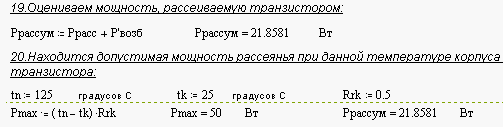 19.Оцениваем мощность, рассеиваемую транзистором:
Pрассум := Pрасс + P'возб Pрассум = 21.8581 Вт
20.Находится допустимая мощность рассеянья при данной температуре корпуса
транзистора:
tn := 125 градусов С tk := 25 градусов С Rrk := 0.5
Pmax := ( tn − tk) ·Rrk Pmax = 50 Вт Pрассум = 21.8581 Вт